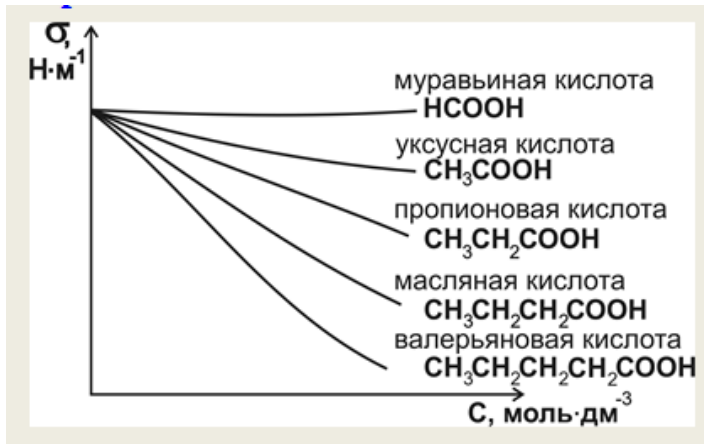 σ,
Н·м⁻¹
муравьиная кислота
HCOOH
уксусная кислота
CH₃COOH
пропионовая кислота
CH₃CH₂COOH
масляная кислота
CH₃CH₂CH₂COOH
валерьяновая кислота
CH₃CH₂CH₂CH₂COOH
C, моль·дм⁻³